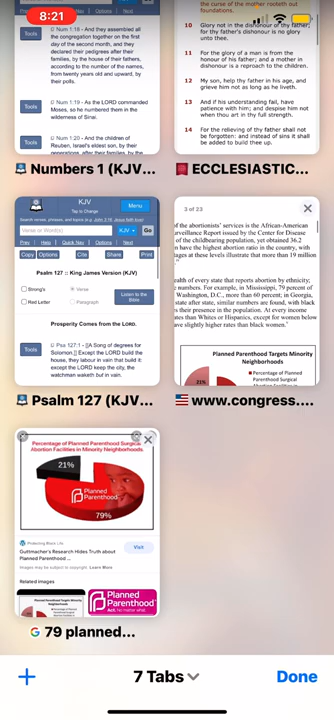 8:21
Tools
Num 1:18 - And they assembled all
the congregation together on the
first day of the second month, and
they declared their pedigrees after their
families, by the house of their fathers,
according to the number of the names,
from twenty years old and upward, by
their polls.
Tools
Num 1:19 - As the LORD commanded
Moses, so he numbered them in the
wilderness of Sinai.
Tools
Num 1:20 - And the children of
Reuben, Israel's eldest son, by their
generations, after their families, by the
Numbers 1 (KJV...
the curse of the mother rooteth out
foundations.
10 Glory not in the dishonour of thy father;
for thy father's dishonour is no glory
unto thee.
11 For the glory of a man is from the
honour of his father; and a mother in
dishonour is a reproach to the children.
12 My son, help thy father in his age, and
grieve him not as long as he liveth.
13 And if his understanding fail, have
patience with him; and despise him not
when thou art in thy full strength.
14 For the relieving of thy father shall not
be forgotten: and instead of sins it shall
be added to build thee up.
ECCLESIASTIC...
KJV
Tap to Change
Menu
Verse or Word(s)
KJV
Go
Prev | Help | Quick Nav | Options | Next
Copy
Options
Cite
Share
Print
Psalm 127 :: King James Version (KJV)
Strong's
Verse
Red Letter
Paragraph
Listen to the
Bible
Prosperity Comes from the LORD.
Tools
Psa 127:1 - [[A Song of degrees for
Solomon.]] Except the LORD build
the house, they labour in vain that build it:
except the LORD keep the city, the
watchman waketh but in vain.
Psalm 127 (KJV...
3 of 23
of the abortionists' services is the African-American
urveillance Report issued by the Center for Disease
of the childbearing population, yet obtained 36.2
have the highest abortion ratio in the country, with
tages at these levels illustrate that more than 19 million
ealth of every state that reports abortion by ethnicity;
numbers. For example, in Mississippi, 79 percent of
Washington, D.C., more than 60 percent; in Georgia,
state after state, similar numbers are found, with black
their presence in the population. At every income
rates than Whites or Hispanics, except for women below
ave slightly higher rates than white women.
Planned Parenthood Targets Minority
Neighborhoods
Percentage of Planned
Parenthood Surgical
21%
www.congress....
Percentage of Planned Parenthood Surgical
Abortion Facilities in Minority Neighborhoods.
21%
Planned
Parenthood
79%
Protecting Black Life
Guttmacher's Research Hides Truth about
Planned Parenthood ...
Visit
Images may be subject to copyright. Learn More
Related images
Planned Parenthood Targets Minority
Neighborhoods
Planned
Parenthood
Act. No matter what.
79 planned...
7 Tabs
Done